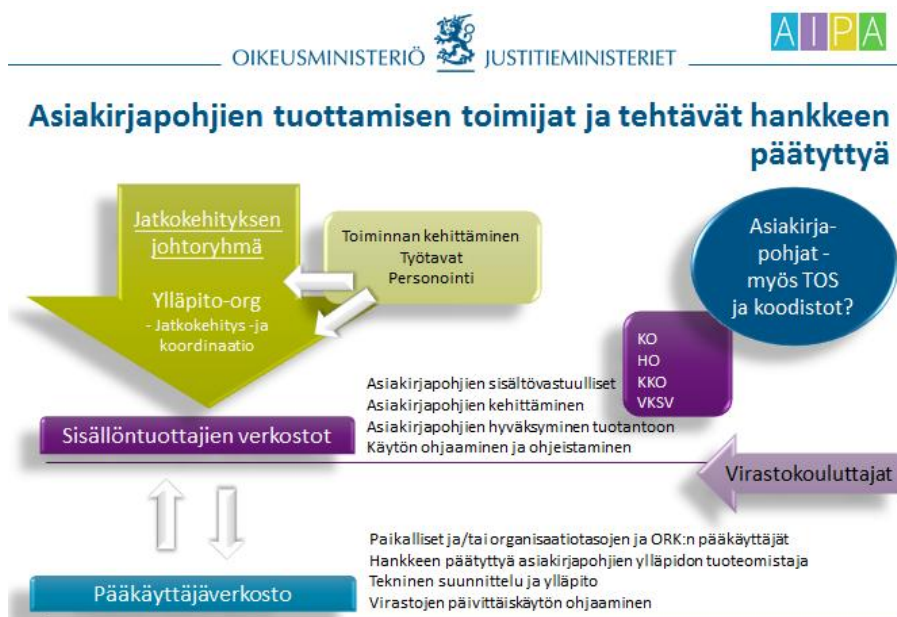 OIKEUSMINISTERIÖ JUSTITIEMINISTERIET
AIPA
Asiakirjapohjien tuottamisen toimijat ja tehtävät hankkeen
päätyttyä
Jatkokehityksen
johtoryhmä
Ylläpito-org
- Jatkokehitys -ja
koordinaatio
Toiminnan kehittäminen
Työtavat
Personointi
Asiakirja-
pohjat -
myös TOS
ja koodistot?
KO
HO
KKO
VKSV
Sisällöntuottajien verkostot
Asiakirjapohjien sisältövastuulliset
Asiakirjapohjien kehittäminen
Asiakirjapohjien hyväksyminen tuotantoon
Käytön ohjaaminen ja ohjeistaminen
Virastokouluttajat
Pääkäyttäjäverkosto
Paikalliset ja/tai organisaatiotasojen ja ORK:n pääkäyttäjät
Hankkeen päätyttyä asiakirjapohjien ylläpidon tuoteomistaja
Tekninen suunnittelu ja ylläpito
Virastojen päivittäiskäytön ohjaaminen